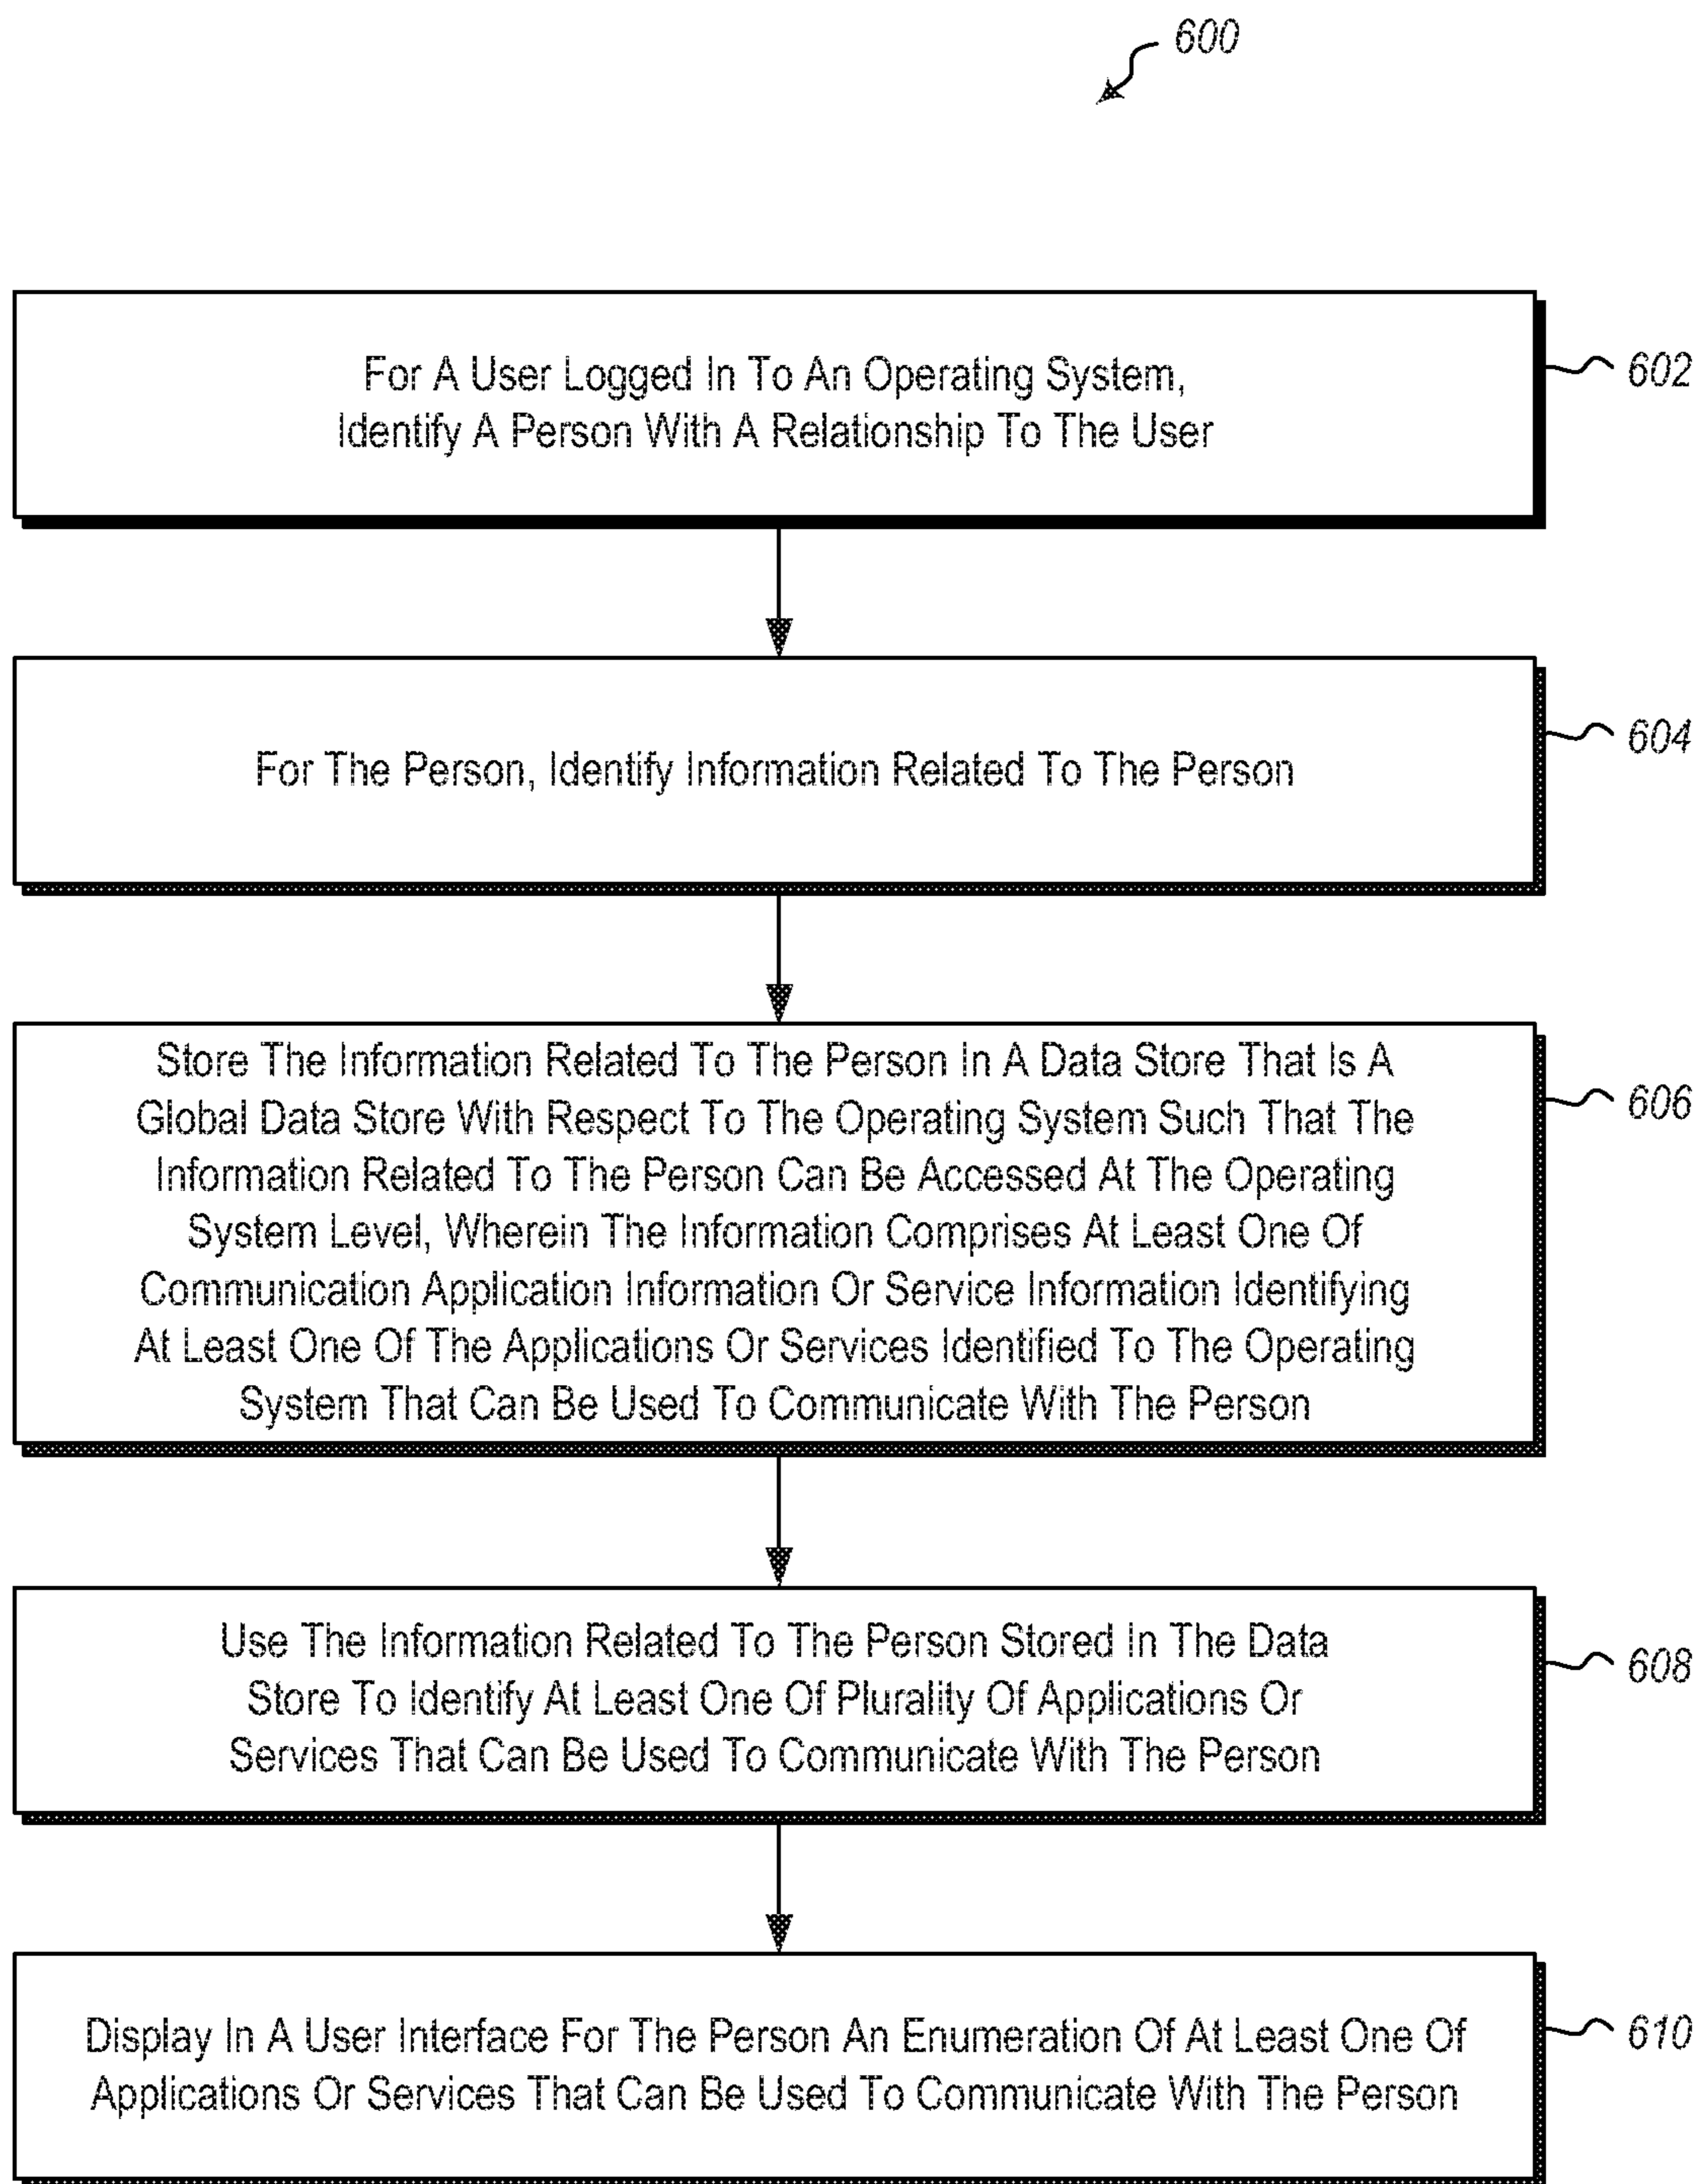 600
For A User Logged In To An Operating System,
Identify A Person With A Relationship To The User
602
For The Person, Identify Information Related To The Person
604
Store The Information Related To The Person In A Data Store That Is A
Global Data Store With Respect To The Operating System Such That The
Information Related To The Person Can Be Accessed At The Operating
System Level, Wherein The Information Comprises At Least One Of
Communication Application Information Or Service Information Identifying
At Least One Of The Applications Or Services Identified To The Operating
System That Can Be Used To Communicate With The Person
606
Use The Information Related To The Person Stored In The Data
Store To Identify At Least One Of Plurality Of Applications Or
Services That Can Be Used To Communicate With The Person
608
Display In A User Interface For The Person An Enumeration Of At Least One Of
Applications Or Services That Can Be Used To Communicate With The Person
610